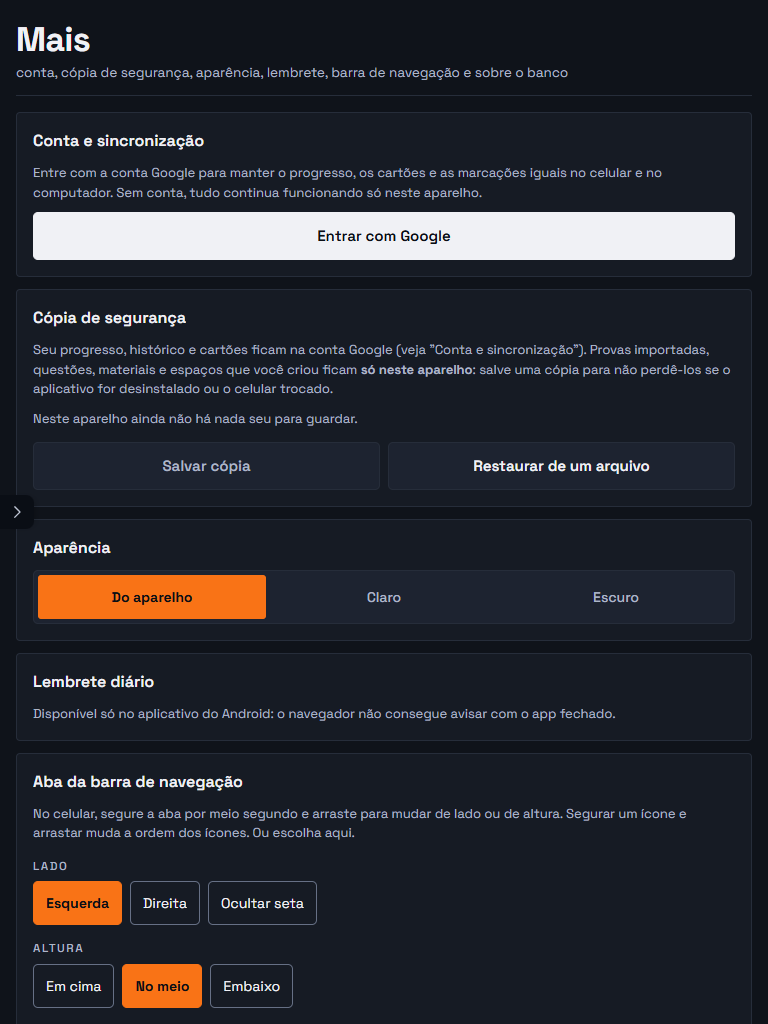 Mais
conta, cópia de segurança, aparência, lembrete, barra de navegação e sobre o banco
Conta e sincronização
Entre com a conta Google para manter o progresso, os cartões e as marcações iguais no celular e no
computador. Sem conta, tudo continua funcionando só neste aparelho.
Entrar com Google
Cópia de segurança
Seu progresso, histórico e cartões ficam na conta Google (veja "Conta e sincronização"). Provas importadas,
questões, materiais e espaços que você criou ficam só neste aparelho: salve uma cópia para não perdê-los se o
aplicativo for desinstalado ou o celular trocado.
Neste aparelho ainda não há nada seu para guardar.
Salvar cópia
Restaurar de um arquivo
Aparência
Do aparelho
Claro
Escuro
Lembrete diário
Disponível só no aplicativo do Android: o navegador não consegue avisar com o app fechado.
Aba da barra de navegação
No celular, segure a aba por meio segundo e arraste para mudar de lado ou de altura. Segurar um ícone e
arrastar muda a ordem dos ícones. Ou escolha aqui.
LADO
Esquerda
Direita
Ocultar seta
ALTURA
Em cima
No meio
Embaixo